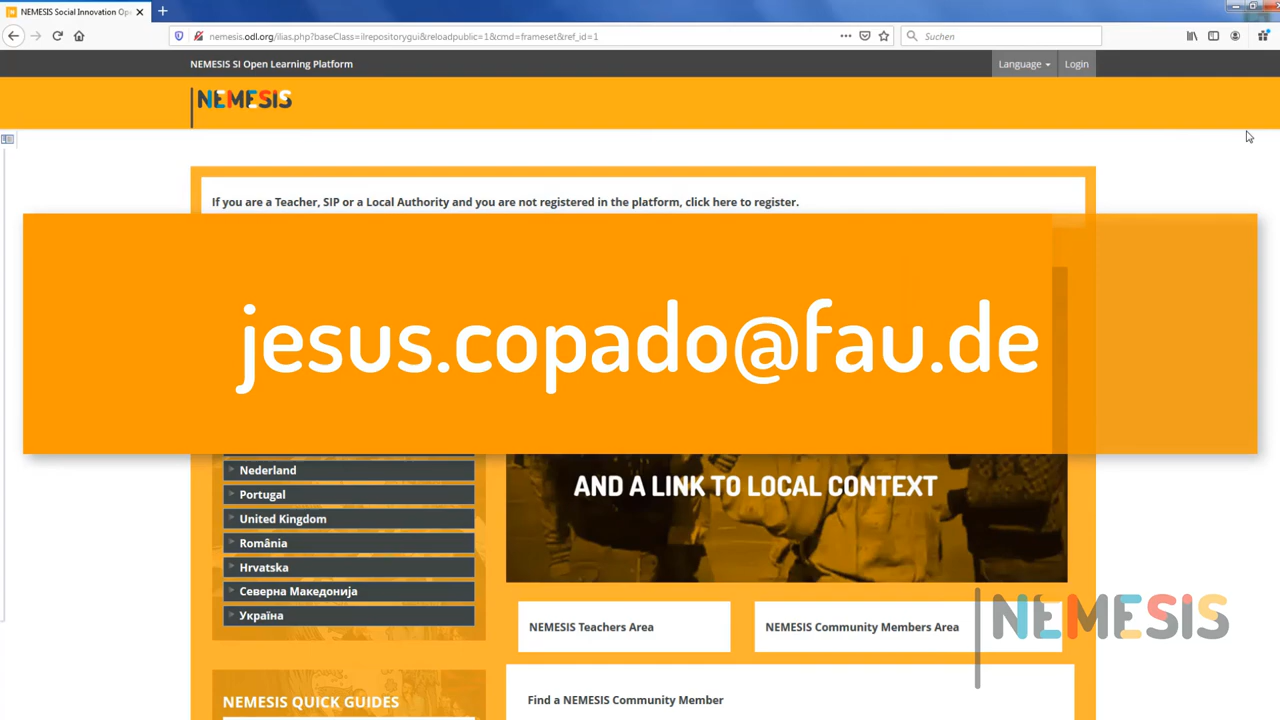 NEMESIS Social Innovation Op
nemesis.odl.org/ilias.php?baseClass=ilrepositorygui&reloadpublic=1&cmd=frameset&ref_id=1
Suchen
NEMESIS SI Open Learning Platform
Language
Login
NEMESIS
If you are a Teacher, SIP or a Local Authority and you are not registered in the platform, click here to register.
jesus.copado@fau.de
Nederland
Portugal
United Kingdom
România
Hrvatska
Северна Македонија
Україна
AND A LINK TO LOCAL CONTEXT
NEMESIS Teachers Area
NEMESIS Community Members Area
NEMESIS
NEMESIS QUICK GUIDES
Find a NEMESIS Community Member